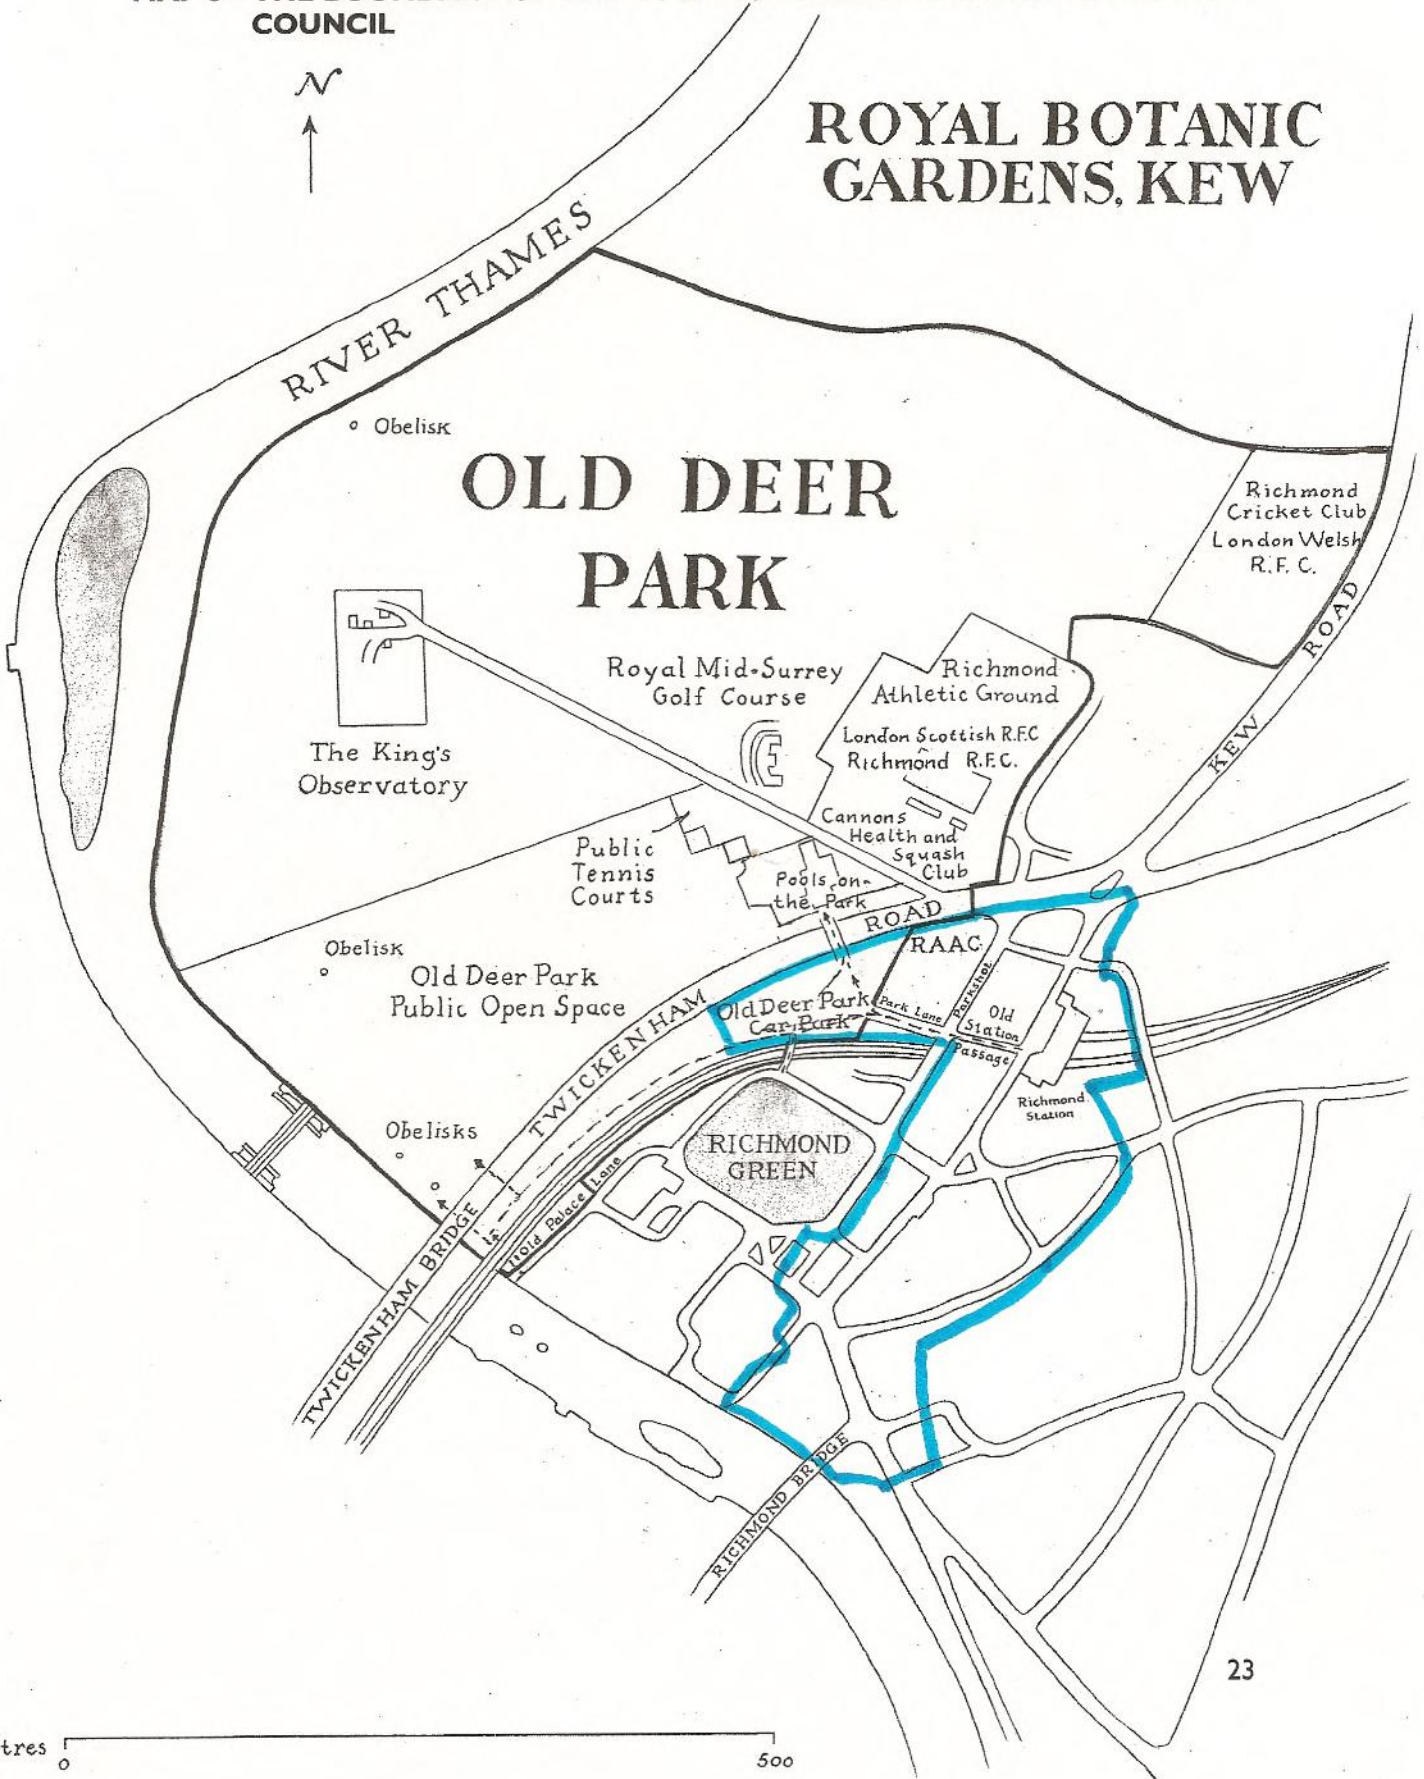 COUNCIL
N
ROYAL BOTANIC
GARDENS, KEW
RIVER THAMES
Obelisk
OLD DEER
PARK
Richmond
Cricket Club
London Welsh
R.F.C.
KEW ROAD
Royal Mid-Surrey
Golf Course
Richmond
Athletic Ground
London Scottish R.F.C
Richmond R.F.C.
The King's
Observatory
Cannons
Health and
Squash
Club
Public
Tennis
Courts
Pools-on-
the-Park
TWICKENHAM ROAD
RAAC
Obelisk
Old Deer Park
Public Open Space
Old Deer Park
Car Park
Park Lane
Parkshot
Old
Station
Passage
Richmond
Station
Obelisks
RICHMOND
GREEN
Old Palace Lane
TWICKENHAM BRIDGE
RICHMOND BRIDGE
23
tres
0
500